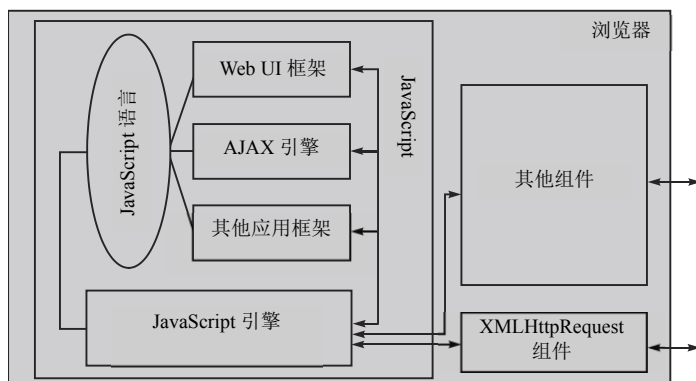 浏览器
Web UI 框架
AJAX 引擎
其他应用框架
JavaScript 语言
JavaScript
JavaScript 引擎
其他组件
XMLHttpRequest
组件